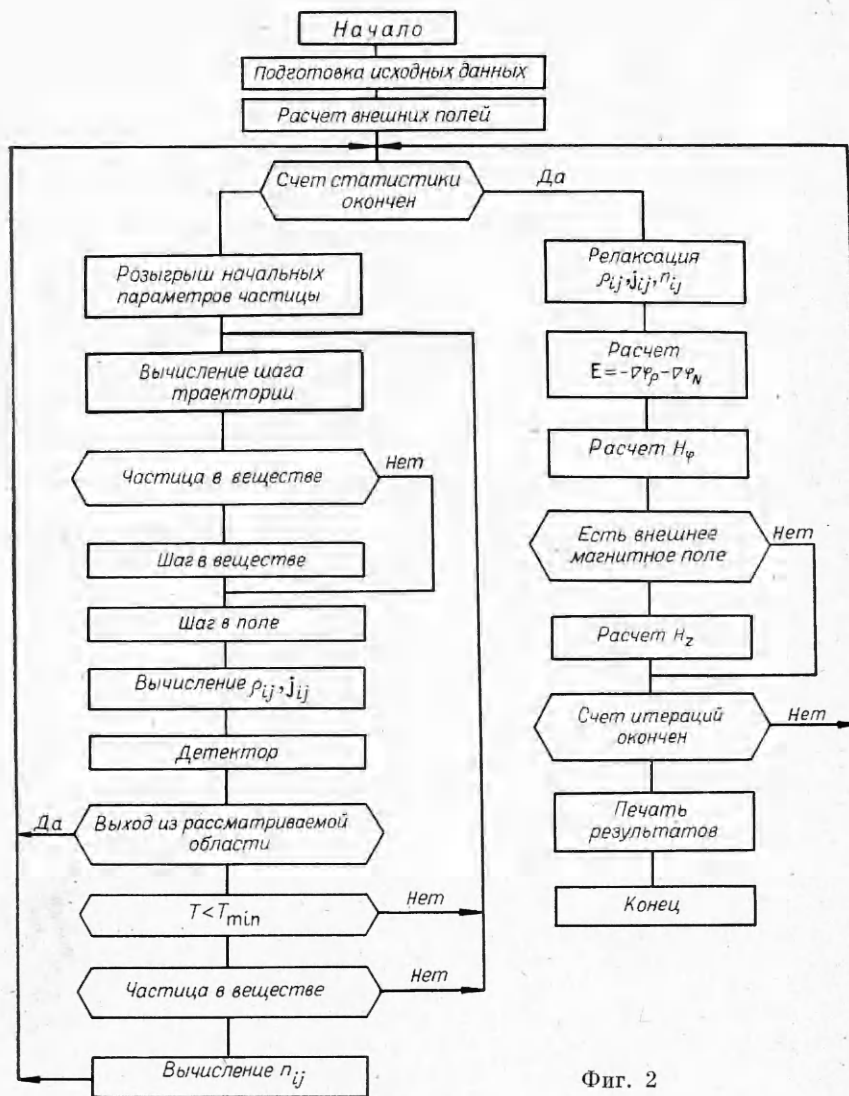 Начало
Подготовка исходных данных
Расчет внешних полей
Счет статистики
окончен
Да
Розыгрыш начальных
параметров частицы
Вычисление шага
траектории
Частица в веществе
Нет
Шаг в веществе
Шаг в поле
Вычисление ρij, jij
Детектор
Да
Выход из рассматриваемой
области
T < Tmin
Нет
Частица в веществе
Нет
Вычисление nij
Релаксация
ρij, jij, nij
Расчет
E = -∇φρ - ∇φN
Расчет Hφ
Есть внешнее
магнитное поле
Нет
Расчет Hz
Счет итераций
окончен
Нет
Печать
результатов
Конец
Фиг. 2